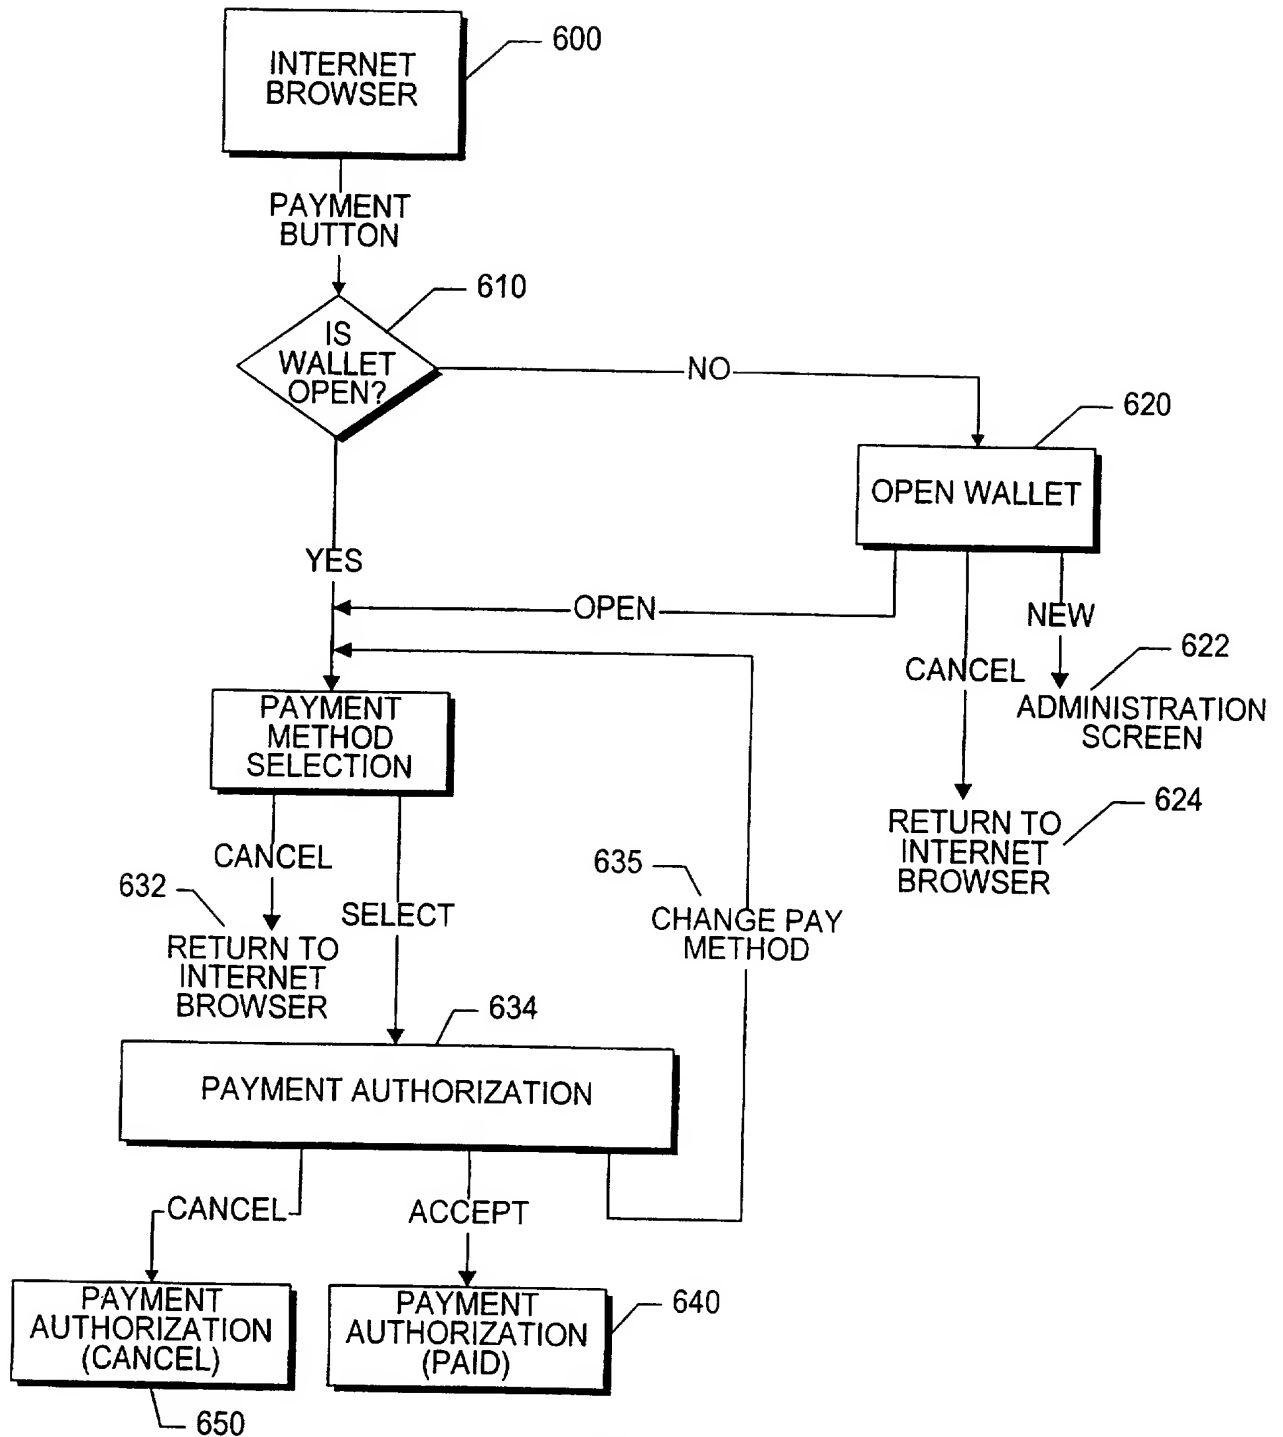 INTERNET
BROWSER
600
PAYMENT
BUTTON
610
IS
WALLET
OPEN?
NO
620
OPEN WALLET
YES
OPEN
NEW
CANCEL
622
ADMINISTRATION
SCREEN
PAYMENT
METHOD
SELECTION
624
RETURN TO
INTERNET
BROWSER
CANCEL
632
SELECT
635
CHANGE PAY
METHOD
RETURN TO
INTERNET
BROWSER
634
PAYMENT AUTHORIZATION
CANCEL
ACCEPT
PAYMENT
AUTHORIZATION
(CANCEL)
PAYMENT
AUTHORIZATION
(PAID)
640
650